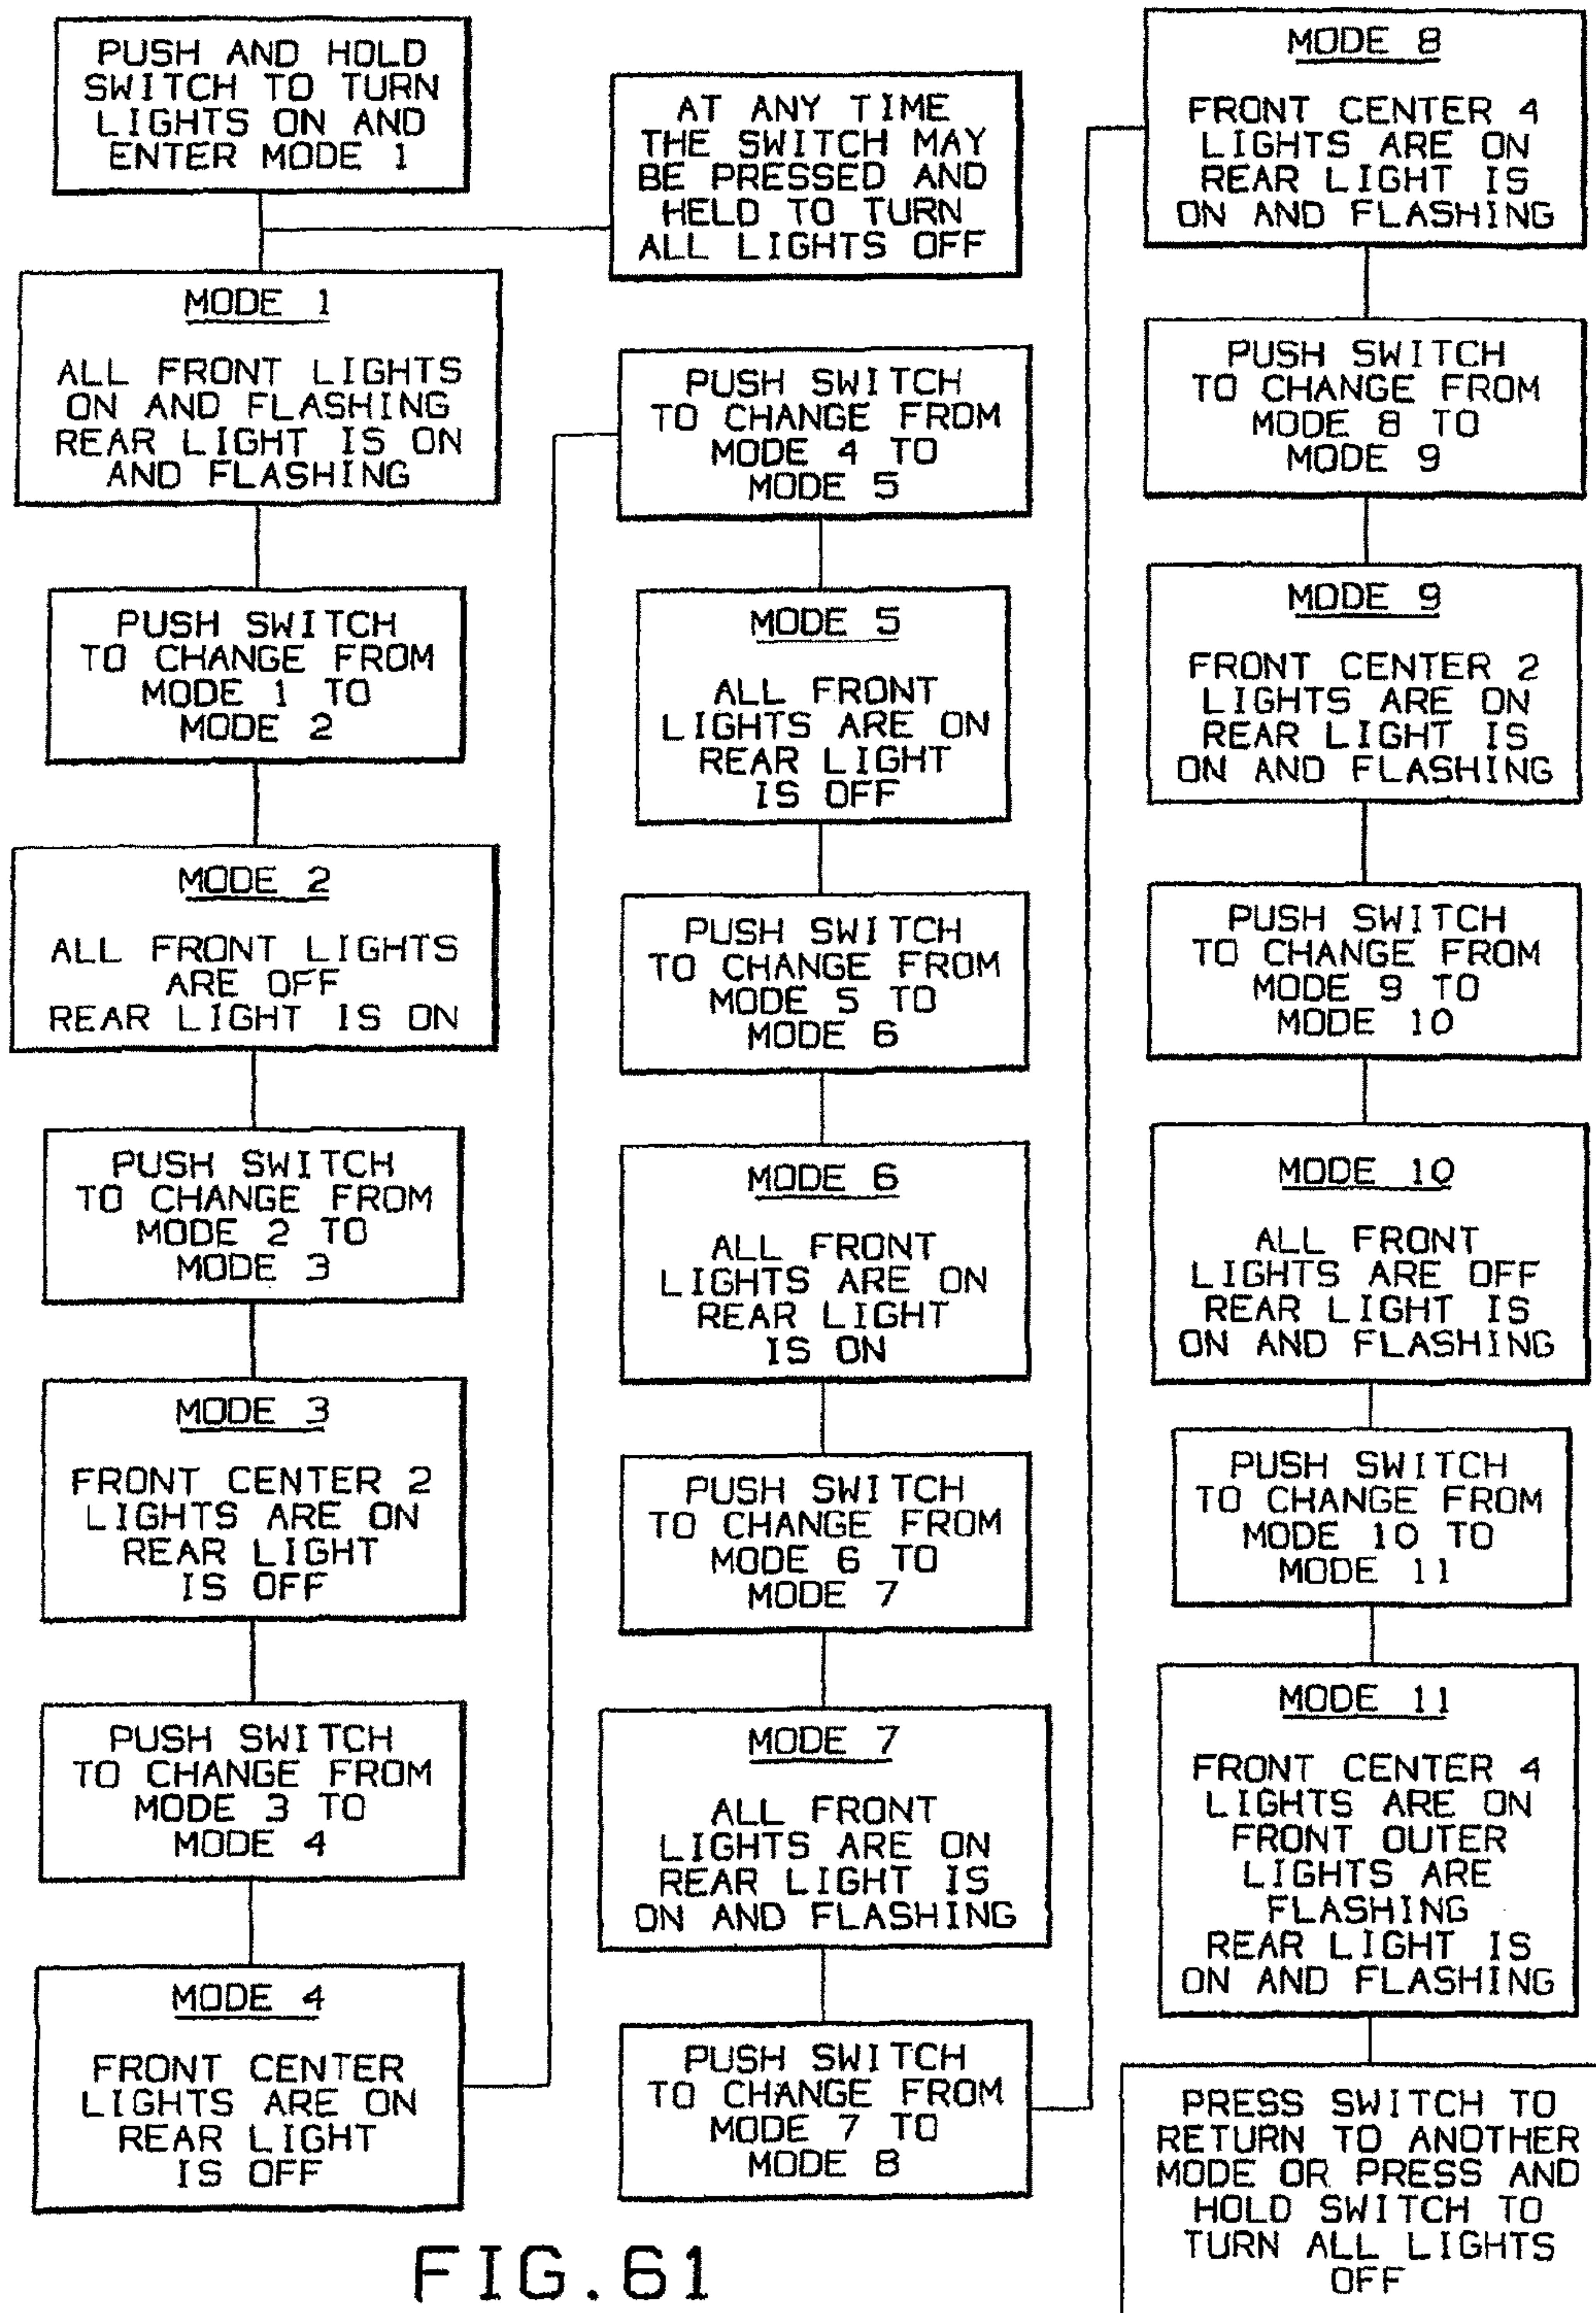 PUSH AND HOLD
SWITCH TO TURN
LIGHTS ON AND
ENTER MODE 1
AT ANY TIME
THE SWITCH MAY
BE PRESSED AND
HELD TO TURN
ALL LIGHTS OFF
MODE 1
ALL FRONT LIGHTS
ON AND FLASHING
REAR LIGHT IS ON
AND FLASHING
PUSH SWITCH
TO CHANGE FROM
MODE 1 TO
MODE 2
MODE 2
ALL FRONT LIGHTS
ARE OFF
REAR LIGHT IS ON
PUSH SWITCH
TO CHANGE FROM
MODE 2 TO
MODE 3
MODE 3
FRONT CENTER 2
LIGHTS ARE ON
REAR LIGHT
IS OFF
PUSH SWITCH
TO CHANGE FROM
MODE 3 TO
MODE 4
MODE 4
FRONT CENTER
LIGHTS ARE ON
REAR LIGHT
IS OFF
PUSH SWITCH
TO CHANGE FROM
MODE 4 TO
MODE 5
MODE 5
ALL FRONT
LIGHTS ARE ON
REAR LIGHT
IS OFF
PUSH SWITCH
TO CHANGE FROM
MODE 5 TO
MODE 6
MODE 6
ALL FRONT
LIGHTS ARE ON
REAR LIGHT
IS ON
PUSH SWITCH
TO CHANGE FROM
MODE 6 TO
MODE 7
MODE 7
ALL FRONT
LIGHTS ARE ON
REAR LIGHT IS
ON AND FLASHING
PUSH SWITCH
TO CHANGE FROM
MODE 7 TO
MODE 8
MODE 8
FRONT CENTER 4
LIGHTS ARE ON
REAR LIGHT IS
ON AND FLASHING
PUSH SWITCH
TO CHANGE FROM
MODE 8 TO
MODE 9
MODE 9
FRONT CENTER 2
LIGHTS ARE ON
REAR LIGHT IS
ON AND FLASHING
PUSH SWITCH
TO CHANGE FROM
MODE 9 TO
MODE 10
MODE 10
ALL FRONT
LIGHTS ARE OFF
REAR LIGHT IS
ON AND FLASHING
PUSH SWITCH
TO CHANGE FROM
MODE 10 TO
MODE 11
MODE 11
FRONT CENTER 4
LIGHTS ARE ON
FRONT OUTER
LIGHTS ARE
FLASHING
REAR LIGHT IS
ON AND FLASHING
PRESS SWITCH TO
RETURN TO ANOTHER
MODE OR PRESS AND
HOLD SWITCH TO
TURN ALL LIGHTS
OFF
FIG.61